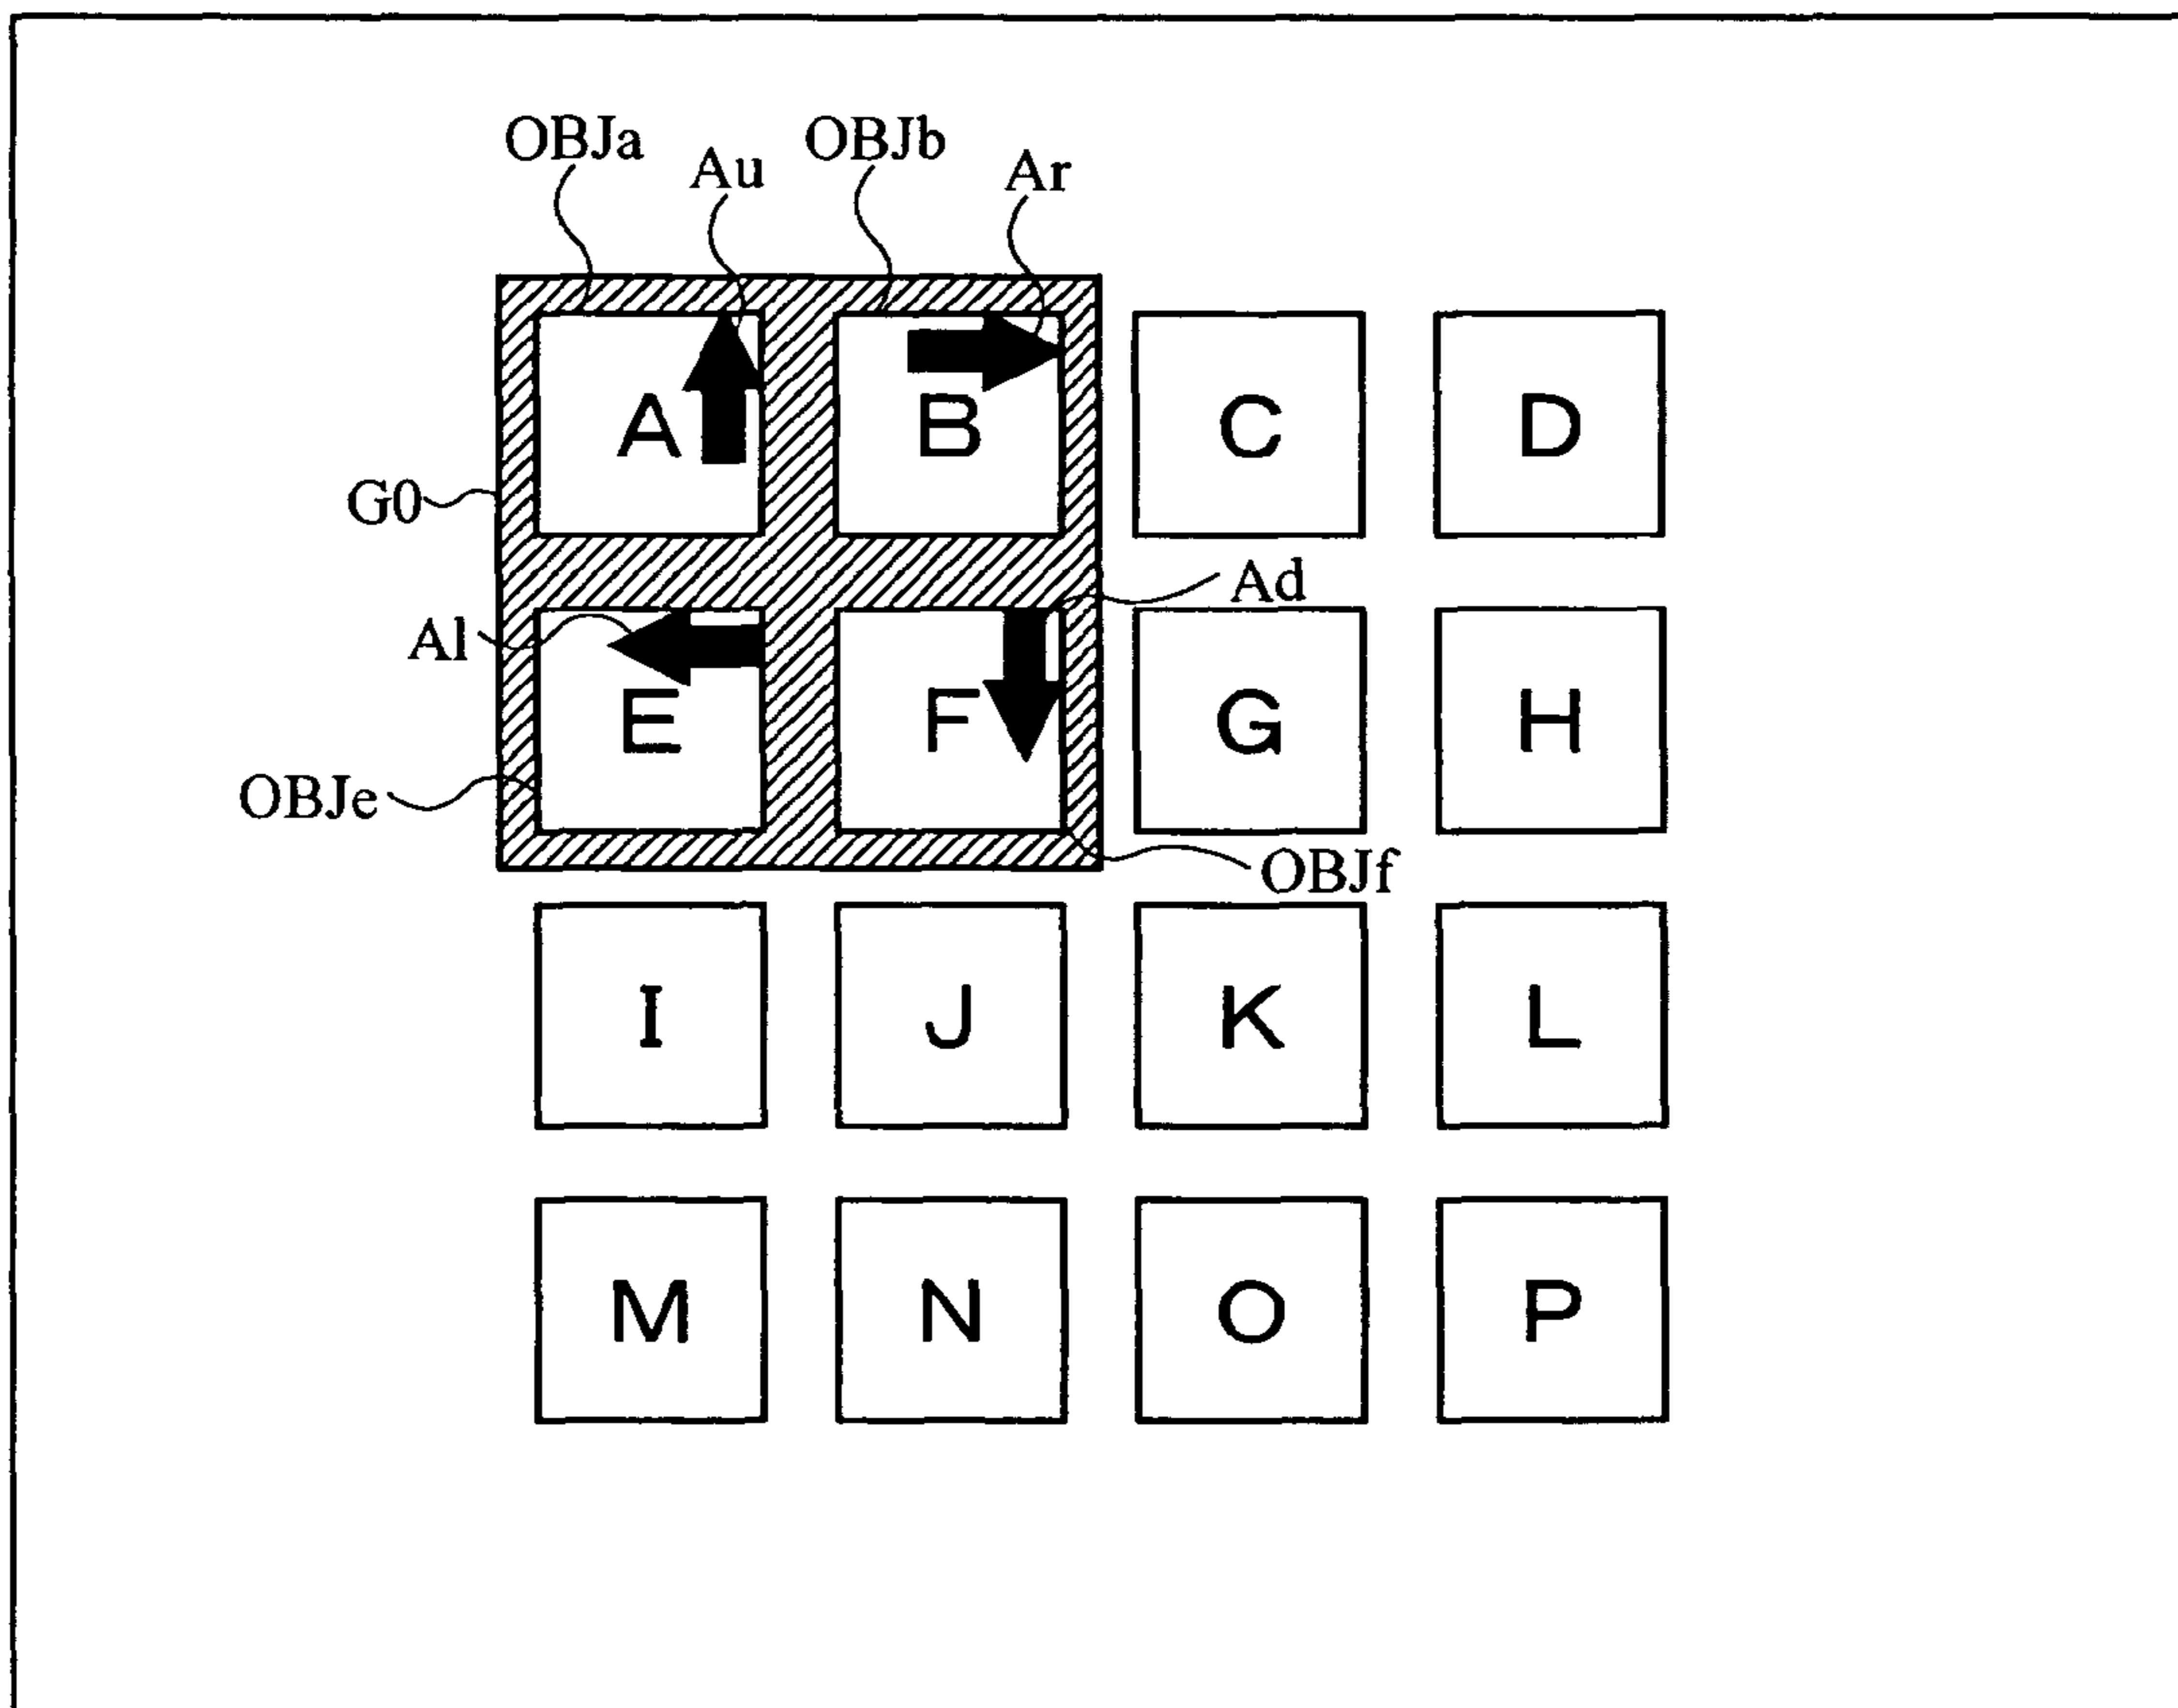 OBJa Au OBJb Ar
A B C D
G0
Ad
Al
E F G H
OBJe
OBJf
I J K L
M N O P